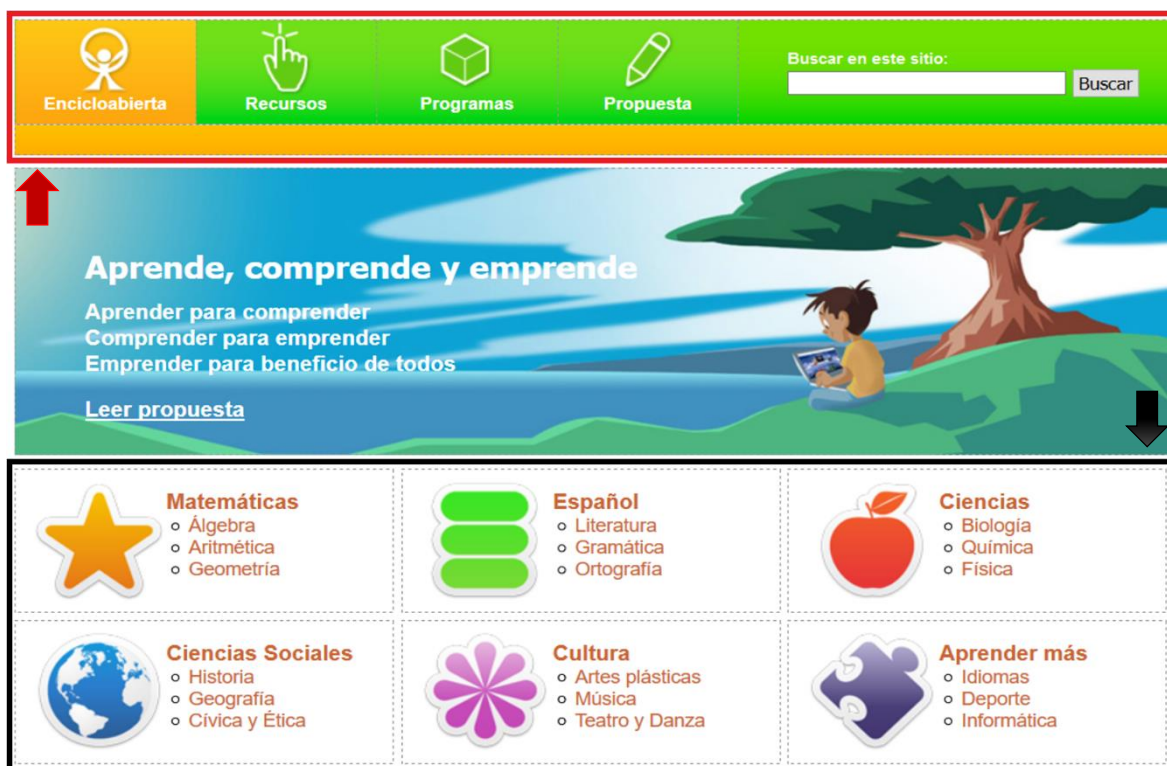 Encicloabierta
Recursos
Programas
Propuesta
Buscar en este sitio:
Buscar
Aprende, comprende y emprende
Aprender para comprender
Comprender para emprender
Emprender para beneficio de todos
Leer propuesta
Matemáticas
Álgebra
Aritmética
Geometría
Español
Literatura
Gramática
Ortografía
Ciencias
Biología
Química
Física
Ciencias Sociales
Historia
Geografía
Cívica y Ética
Cultura
Artes plásticas
Música
Teatro y Danza
Aprender más
Idiomas
Deporte
Informática